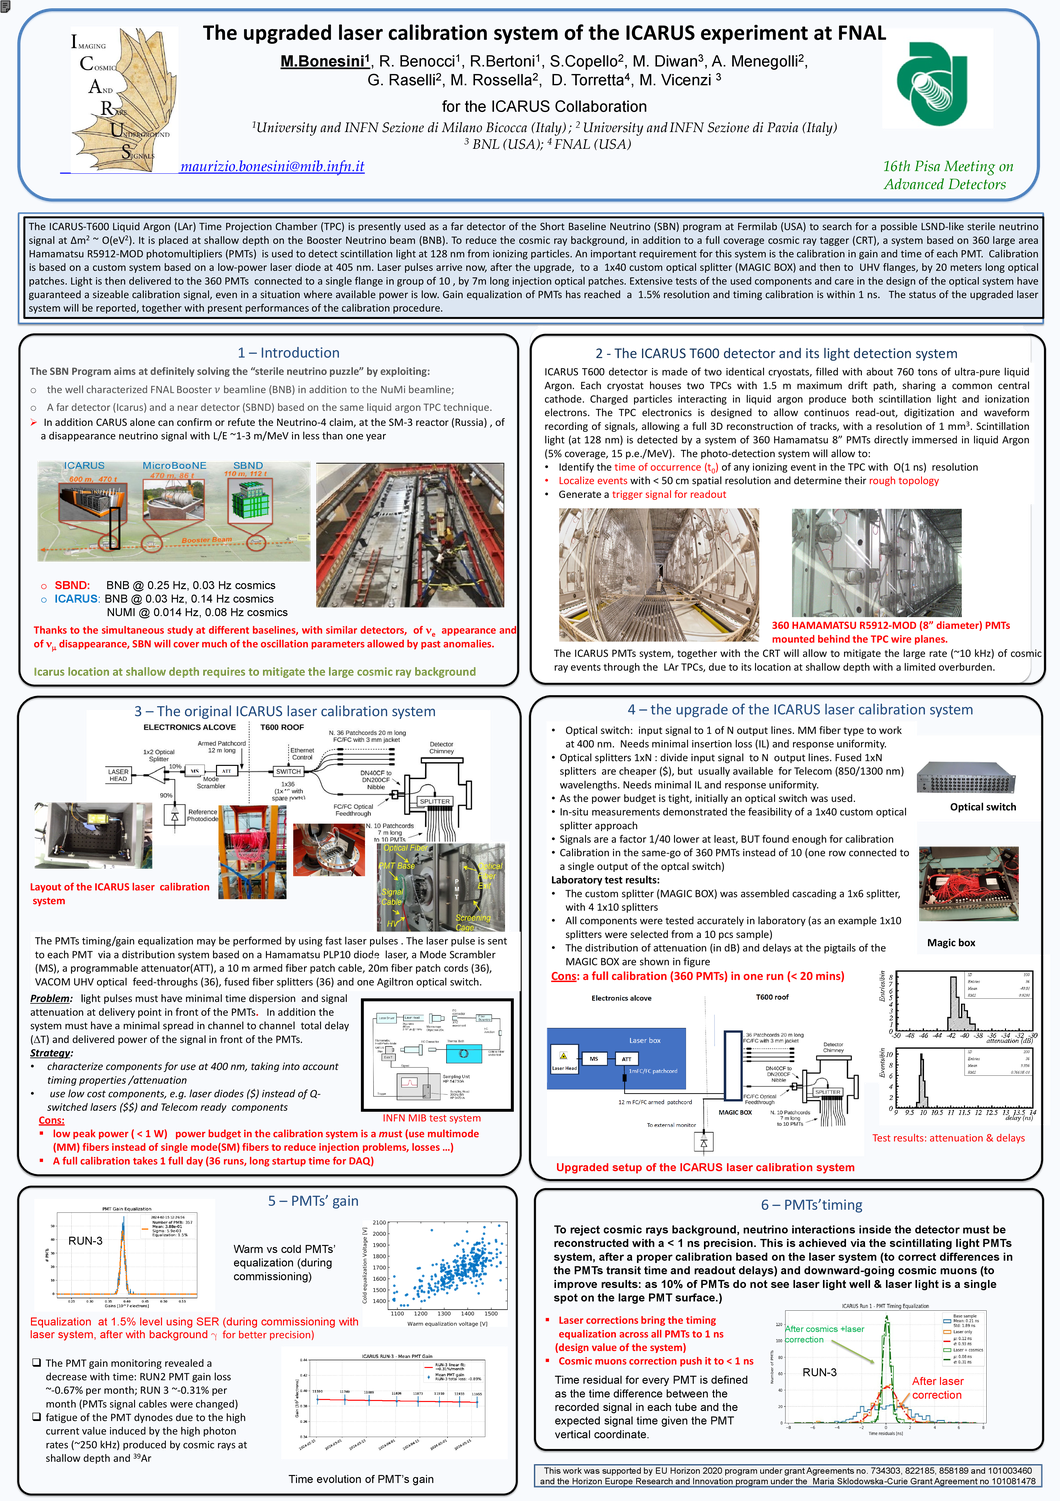 The upgraded laser calibration system of the ICARUS experiment at FNAL
IMAGING
COSMIC
AND
RARE
UNDERGROUND
SIGNALS
M.Bonesini¹, R. Benocci¹, R.Bertoni¹, S.Copello², M. Diwan³, A. Menegolli²,
G. Raselli², M. Rossella², D. Torretta⁴, M. Vicenzi ³
for the ICARUS Collaboration
¹University and INFN Sezione di Milano Bicocca (Italy) ; ² University and INFN Sezione di Pavia (Italy)
³ BNL (USA); ⁴ FNAL (USA)
maurizio.bonesini@mib.infn.it
16th Pisa Meeting on
Advanced Detectors
The ICARUS-T600 Liquid Argon (LAr) Time Projection Chamber (TPC) is presently used as a far detector of the Short Baseline Neutrino (SBN) program at Fermilab (USA) to search for a possible LSND-like sterile neutrino
signal at Δm² ~ O(eV²). It is placed at shallow depth on the Booster Neutrino beam (BNB). To reduce the cosmic ray background, in addition to a full coverage cosmic ray tagger (CRT), a system based on 360 large area
Hamamatsu R5912-MOD photomultipliers (PMTs) is used to detect scintillation light at 128 nm from ionizing particles. An important requirement for this system is the calibration in gain and time of each PMT. Calibration
is based on a custom system based on a low-power laser diode at 405 nm. Laser pulses arrive now, after the upgrade, to a 1x40 custom optical splitter (MAGIC BOX) and then to UHV flanges, by 20 meters long optical
patches. Light is then delivered to the 360 PMTs connected to a single flange in group of 10 , by 7m long injection optical patches. Extensive tests of the used components and care in the design of the optical system have
guaranteed a sizeable calibration signal, even in a situation where available power is low. Gain equalization of PMTs has reached a 1.5% resolution and timing calibration is within 1 ns. The status of the upgraded laser
system will be reported, together with present performances of the calibration procedure.
1 – Introduction
The SBN Program aims at definitely solving the "sterile neutrino puzzle" by exploiting:
o the well characterized FNAL Booster ν beamline (BNB) in addition to the NuMi beamline;
o A far detector (Icarus) and a near detector (SBND) based on the same liquid argon TPC technique.
➢ In addition CARUS alone can confirm or refute the Neutrino-4 claim, at the SM-3 reactor (Russia) , of
a disappearance neutrino signal with L/E ~1-3 m/MeV in less than one year
ICARUS MicroBooNE SBND
600 m, 470 t 470 m, 86 t 110 m, 112 t
Booster Beam
o SBND: BNB @ 0.25 Hz, 0.03 Hz cosmics
o ICARUS: BNB @ 0.03 Hz, 0.14 Hz cosmics
NUMI @ 0.014 Hz, 0.08 Hz cosmics
Thanks to the simultaneous study at different baselines, with similar detectors, of νe appearance and
of νμ disappearance, SBN will cover much of the oscillation parameters allowed by past anomalies.
Icarus location at shallow depth requires to mitigate the large cosmic ray background
2 - The ICARUS T600 detector and its light detection system
ICARUS T600 detector is made of two identical cryostats, filled with about 760 tons of ultra-pure liquid
Argon. Each cryostat houses two TPCs with 1.5 m maximum drift path, sharing a common central
cathode. Charged particles interacting in liquid argon produce both scintillation light and ionization
electrons. The TPC electronics is designed to allow continuos read-out, digitization and waveform
recording of signals, allowing a full 3D reconstruction of tracks, with a resolution of 1 mm³. Scintillation
light (at 128 nm) is detected by a system of 360 Hamamatsu 8" PMTs directly immersed in liquid Argon
(5% coverage, 15 p.e./MeV). The photo-detection system will allow to:
• Identify the time of occurrence (t₀) of any ionizing event in the TPC with O(1 ns) resolution
• Localize events with < 50 cm spatial resolution and determine their rough topology
• Generate a trigger signal for readout
360 HAMAMATSU R5912-MOD (8" diameter) PMTs
mounted behind the TPC wire planes.
The ICARUS PMTs system, together with the CRT will allow to mitigate the large rate (~10 kHz) of cosmic
ray events through the LAr TPCs, due to its location at shallow depth with a limited overburden.
3 – The original ICARUS laser calibration system
ELECTRONICS ALCOVE T600 ROOF
N. 36 Patchcords 20 m long
FC/FC with 3 mm jacket
Armed Patchcord
12 m long
1x2 Optical
Splitter
Ethernet
Control
Detector
Chimney
LASER
HEAD
10%
MS
ATT
SWITCH
Mode
Scrambler
1x36
DN40CF to
DN200CF
Nibble
90%
Reference
Photodiode
FC/FC Optical
Feedthrough
SPLITTER
N. 10 Patchcords
7 m long
to 10 PMTs
Optical Fiber
PMT Base
Optical
Fiber
Signal
Cable
P
M
T
HV
Screening
Cage
Layout of the ICARUS laser calibration
system
The PMTs timing/gain equalization may be performed by using fast laser pulses . The laser pulse is sent
to each PMT via a distribution system based on a Hamamatsu PLP10 diode laser, a Mode Scrambler
(MS), a programmable attenuator(ATT), a 10 m armed fiber patch cable, 20m fiber patch cords (36),
VACOM UHV optical feed-throughs (36), fused fiber splitters (36) and one Agiltron optical switch.
Problem: light pulses must have minimal time dispersion and signal
attenuation at delivery point in front of the PMTs. In addition the
system must have a minimal spread in channel to channel total delay
(ΔT) and delivered power of the signal in front of the PMTs.
Strategy:
• characterize components for use at 400 nm, taking into account
timing properties /attenuation
• use low cost components, e.g. laser diodes ($) instead of Q-
switched lasers ($$) and Telecom ready components
INFN MIB test system
Cons:
▪ low peak power ( < 1 W) power budget in the calibration system is a must (use multimode
(MM) fibers instead of single mode(SM) fibers to reduce injection problems, losses …)
▪ A full calibration takes 1 full day (36 runs, long startup time for DAQ)
4 – the upgrade of the ICARUS laser calibration system
• Optical switch: input signal to 1 of N output lines. MM fiber type to work
at 400 nm. Needs minimal insertion loss (IL) and response uniformity.
• Optical splitters 1xN : divide input signal to N output lines. Fused 1xN
splitters are cheaper ($), but usually available for Telecom (850/1300 nm)
wavelengths. Needs minimal IL and response uniformity.
• As the power budget is tight, initially an optical switch was used.
• In-situ measurements demonstrated the feasibility of a 1x40 custom optical
splitter approach
• Signals are a factor 1/40 lower at least, BUT found enough for calibration
• Calibration in the same-go of 360 PMTs instead of 10 (one row connected to
a single output of the optcal switch)
Laboratory test results:
• The custom splitter (MAGIC BOX) was assembled cascading a 1x6 splitter,
with 4 1x10 splitters
• All components were tested accurately in laboratory (as an example 1x10
splitters were selected from a 10 pcs sample)
• The distribution of attenuation (in dB) and delays at the pigtails of the
MAGIC BOX are shown in figure
Optical switch
Magic box
Cons: a full calibration (360 PMTs) in one run (< 20 mins)
Electronics alcove T600 roof
36 Patchcords 20 m long
FC/FC with 3 mm jacket
Laser box
Laser Head
MS
ATT
1mFC/FC patchcord
12 m FC/FC armed patchcord
MAGIC BOX
DN40CF to
DN200CF
Nibble
Detector
Chimney
FC/FC Optical
Feedthrough
SPLITTER
N. 10 Patchcords
7 m long
to 10 PMTs
To external monitor
Entries/bin
attenuation (dB)
Entries/bin
delay (ns)
Test results: attenuation & delays
Upgraded setup of the ICARUS laser calibration system
5 – PMTs' gain
PMT Gain Equalization
RUN-3
# PMTs
Gains [10^7 electrons]
Warm vs cold PMTs'
equalization (during
commissioning)
Cold equalization Voltage [V]
Warm equalization voltage [V]
Equalization at 1.5% level using SER (during commissioning with
laser system, after with background γ for better precision)
❑ The PMT gain monitoring revealed a
decrease with time: RUN2 PMT gain loss
~-0.67% per month; RUN 3 ~-0.31% per
month (PMTs signal cables were changed)
❑ fatigue of the PMT dynodes due to the high
current value induced by the high photon
rates (~250 kHz) produced by cosmic rays at
shallow depth and ³⁹Ar
ICARUS RUN-3 - Mean PMT Gain
Time evolution of PMT's gain
6 – PMTs'timing
To reject cosmic rays background, neutrino interactions inside the detector must be
reconstructed with a < 1 ns precision. This is achieved via the scintillating light PMTs
system, after a proper calibration based on the laser system (to correct differences in
the PMTs transit time and readout delays) and downward-going cosmic muons (to
improve results: as 10% of PMTs do not see laser light well & laser light is a single
spot on the large PMT surface.)
▪ Laser corrections bring the timing
equalization across all PMTs to 1 ns
(design value of the system)
▪ Cosmic muons correction push it to < 1 ns
Time residual for every PMT is defined
as the time difference between the
recorded signal in each tube and the
expected signal time given the PMT
vertical coordinate.
ICARUS Run 1 - PMT Timing Equalization
After cosmics +laser
correction
RUN-3
After laser
correction
Number of PMTs
Time residuals [ns]
This work was supported by EU Horizon 2020 program under grant Agreements no. 734303, 822185, 858189 and 101003460
and the Horizon Europe Research and Innovation program under the Maria Sklodowska-Curie Grant Agreement no 101081478